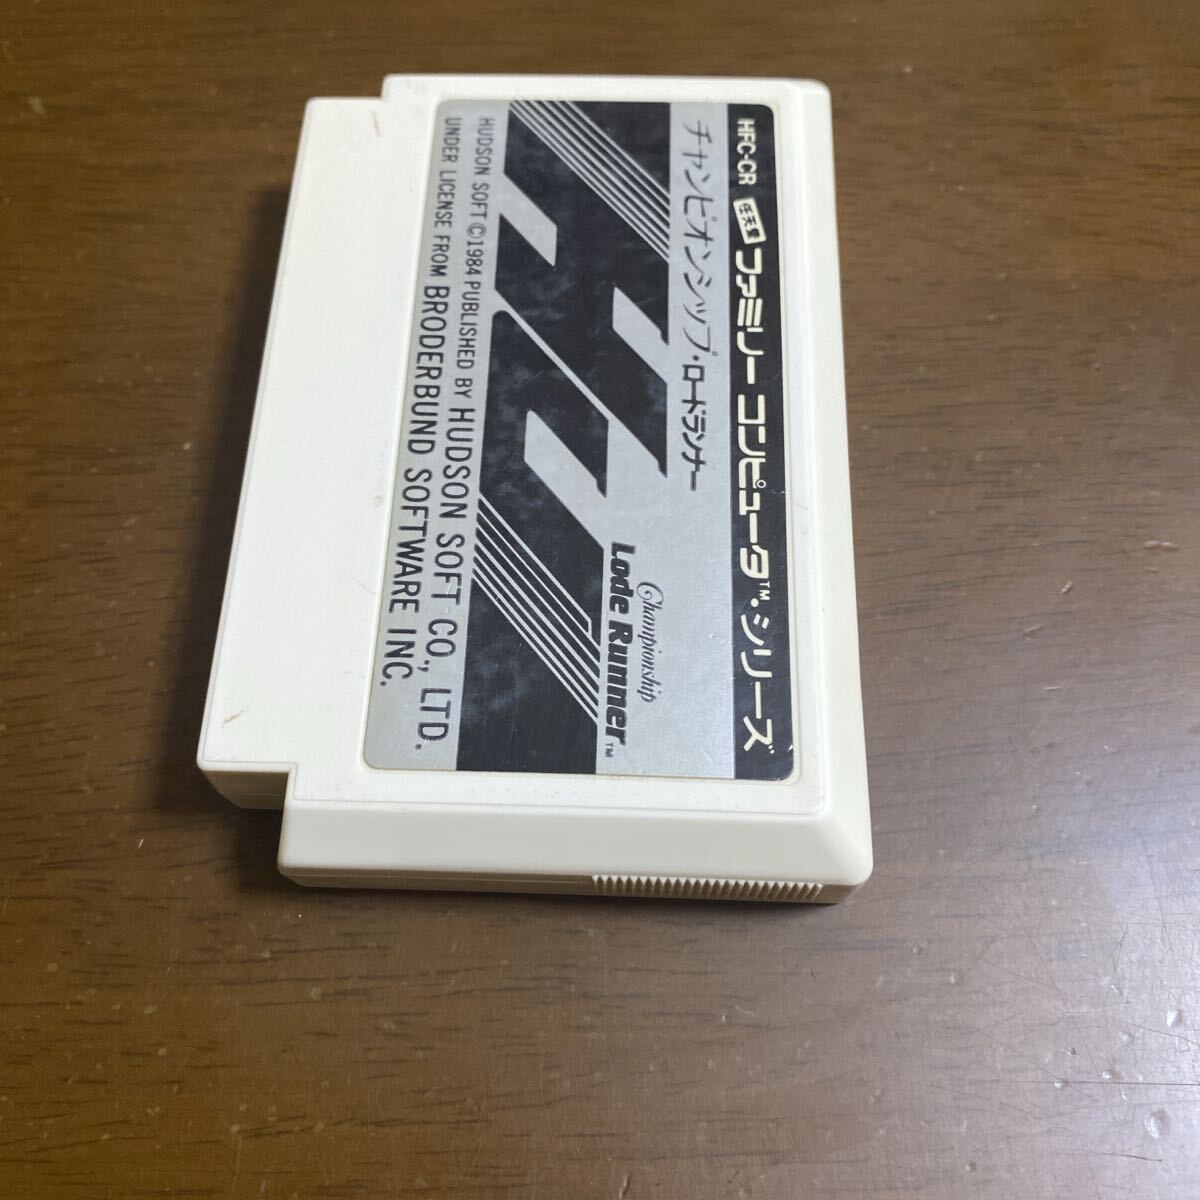 HFC-CR 任天堂 ファミリー コンピュータ™・シリーズ
チャンピオンシップ・ロードランナー
Championship
Lode Runner™
HUDSON SOFT ©1984 PUBLISHED BY HUDSON SOFT CO., LTD.
UNDER LICENSE FROM BRODERBUND SOFTWARE INC.